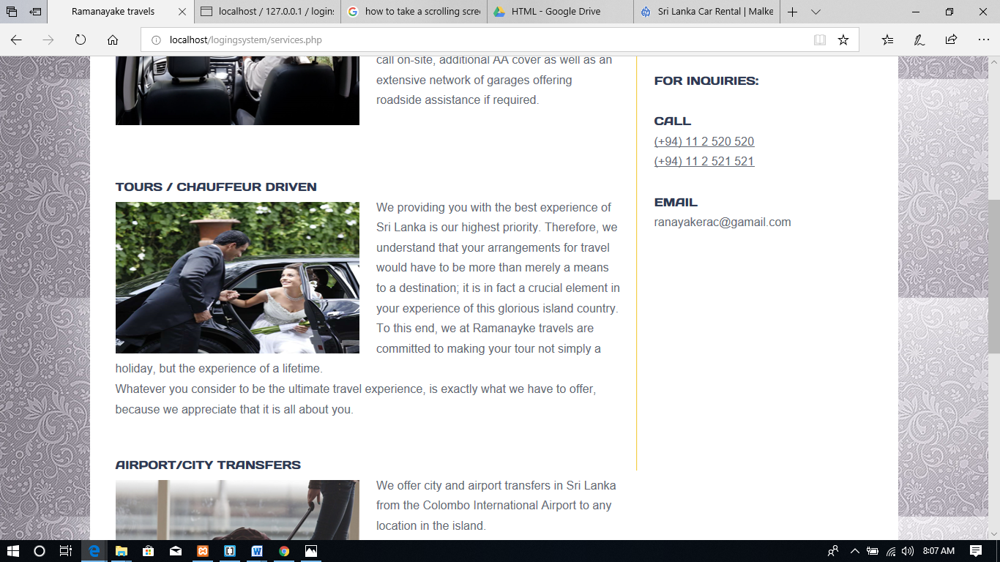 Ramanayake travels
localhost / 127.0.0.1 / logins
how to take a scrolling scree
HTML - Google Drive
Sri Lanka Car Rental | Malke
localhost/logingsystem/services.php
call on-site, additional AA cover as well as an
extensive network of garages offering
roadside assistance if required.
TOURS / CHAUFFEUR DRIVEN
We providing you with the best experience of
Sri Lanka is our highest priority. Therefore, we
understand that your arrangements for travel
would have to be more than merely a means
to a destination; it is in fact a crucial element in
your experience of this glorious island country.
To this end, we at Ramanayke travels are
committed to making your tour not simply a
holiday, but the experience of a lifetime.
Whatever you consider to be the ultimate travel experience, is exactly what we have to offer,
because we appreciate that it is all about you.
AIRPORT/CITY TRANSFERS
We offer city and airport transfers in Sri Lanka
from the Colombo International Airport to any
location in the island.
FOR INQUIRIES:
CALL
(+94) 11 2 520 520
(+94) 11 2 521 521
EMAIL
ranayakerac@gamail.com
8:07 AM